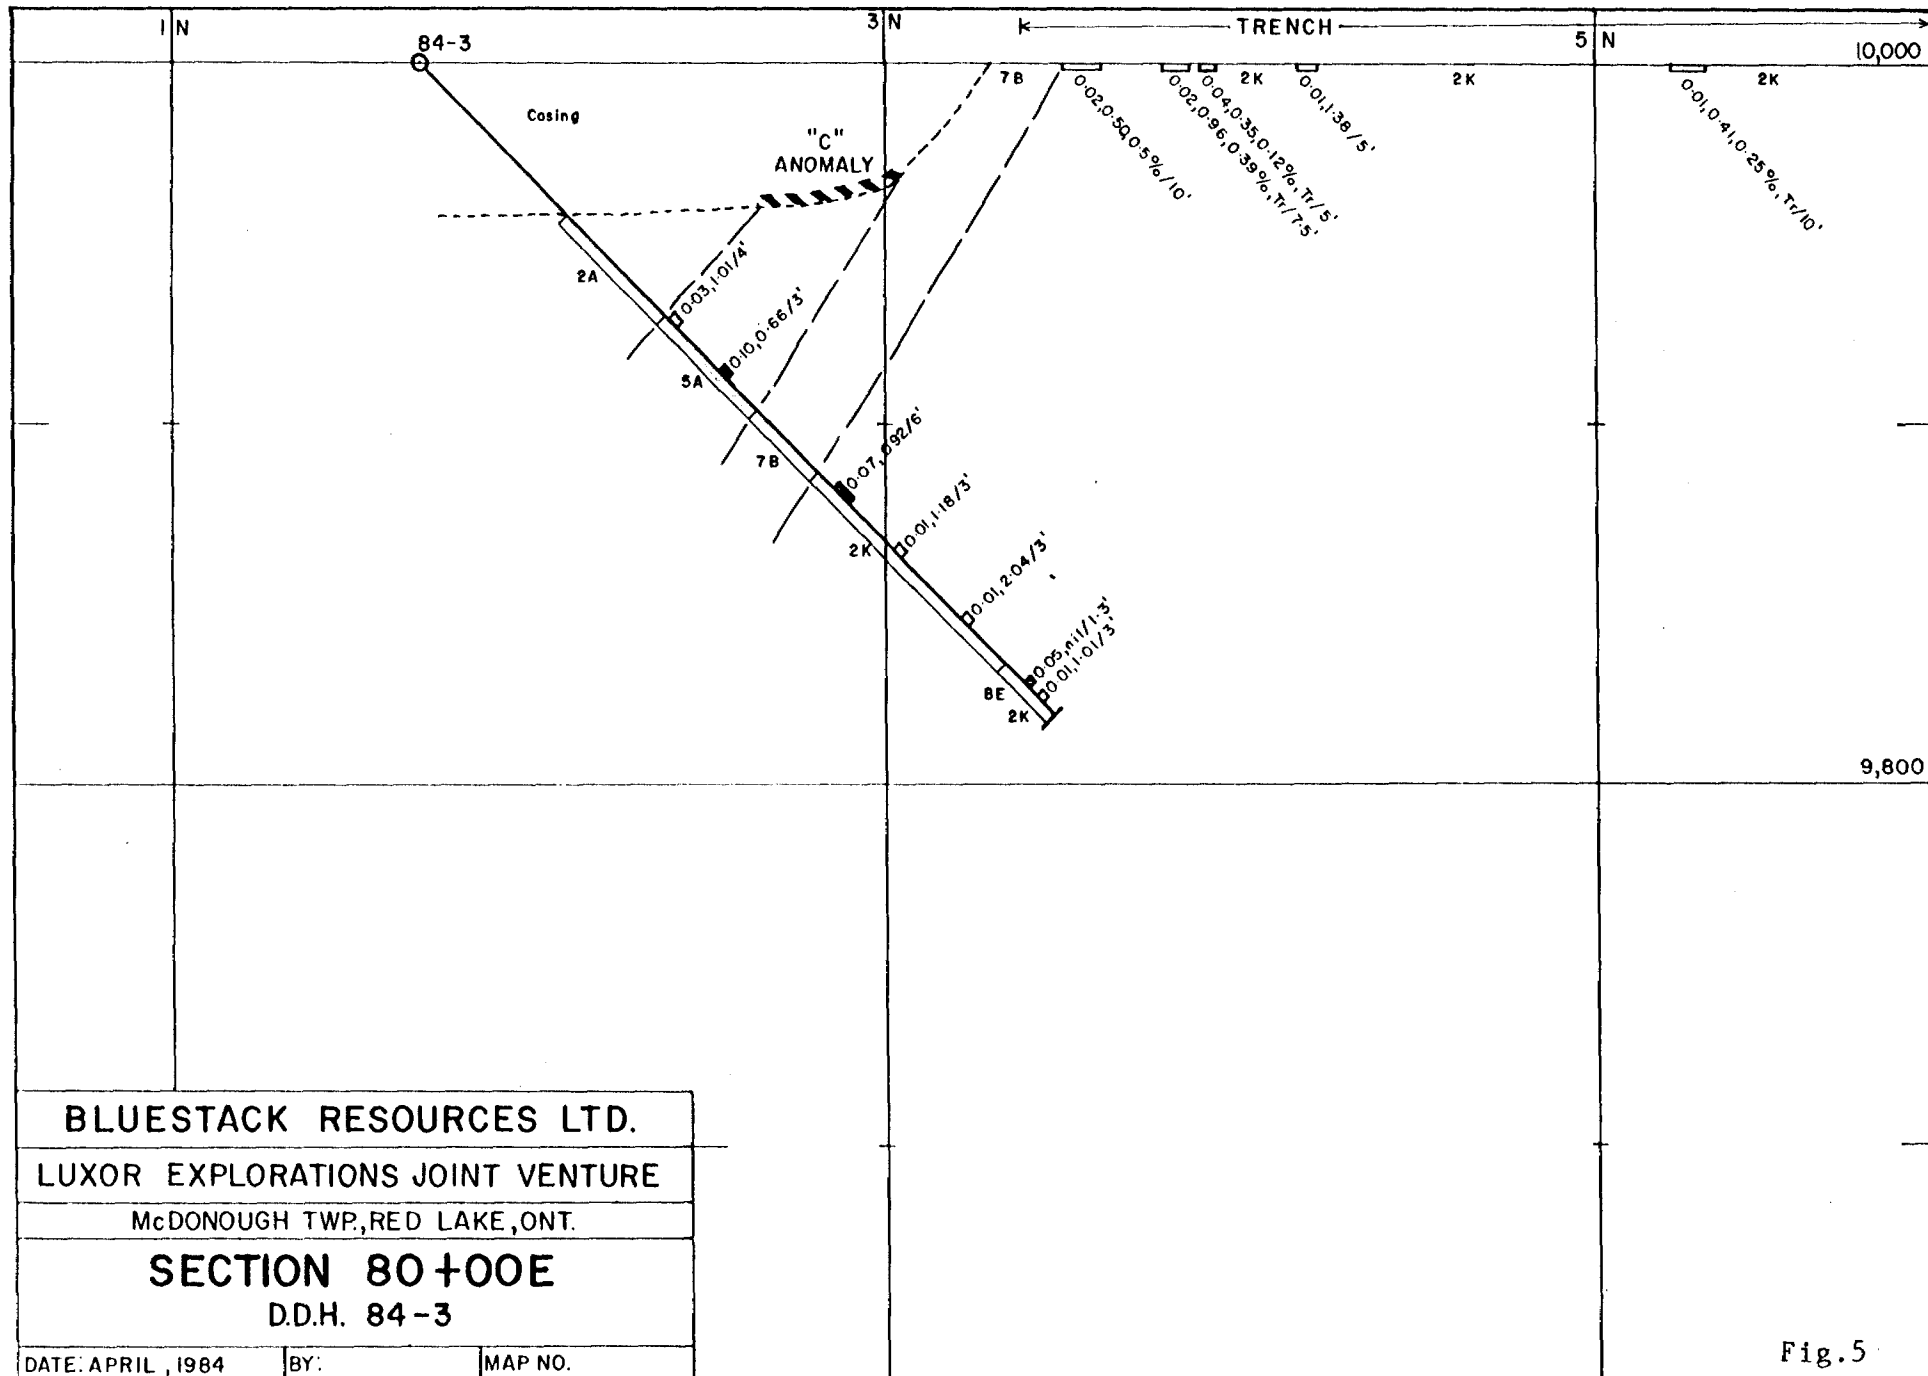 1 N
3 N
TRENCH
5 N
10,000
84-3
7B
2K
2K
2K
Casing
"C"
ANOMALY
0.02,0.50,0.5%/10'
0.02,0.96,0.39%,Tr/7.5'
0.04,0.35,0.12%,Tr/5'
0.01,1.38/5'
0.01,0.41,0.25%,Tr/10'
2A
0.03,1.01/4'
5A
0.10,0.66/3'
7B
0.07,0.92/6'
2K
0.01,1.18/3'
0.01,2.04/3'
0.05,nil/1.3'
0.01,1.01/3'
8E
2K
9,800
BLUESTACK RESOURCES LTD.
LUXOR EXPLORATIONS JOINT VENTURE
McDONOUGH TWP.,RED LAKE,ONT.
SECTION 80+00E
D.D.H. 84-3
DATE: APRIL, 1984 BY: MAP NO.
Fig.5